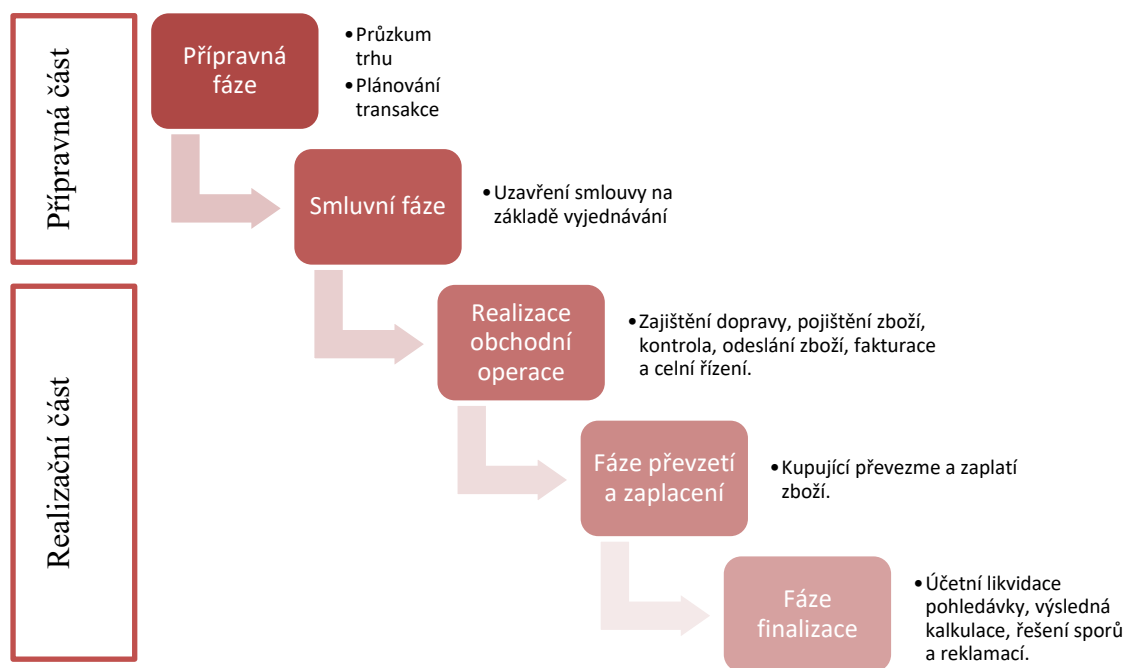 Přípravná část
Přípravná
fáze
•Průzkum
trhu
•Plánování
transakce
Smluvní fáze
•Uzavření smlouvy na
základě vyjednávání
Realizační část
Realizace
obchodní
operace
•Zajištění dopravy, pojištění zboží,
kontrola, odeslání zboží, fakturace
a celní řízení.
Fáze převzetí
a zaplacení
•Kupující převezme a zaplatí
zboží.
Fáze
finalizace
•Účetní likvidace
pohledávky, výsledná
kalkulace, řešení sporů
a reklamací.